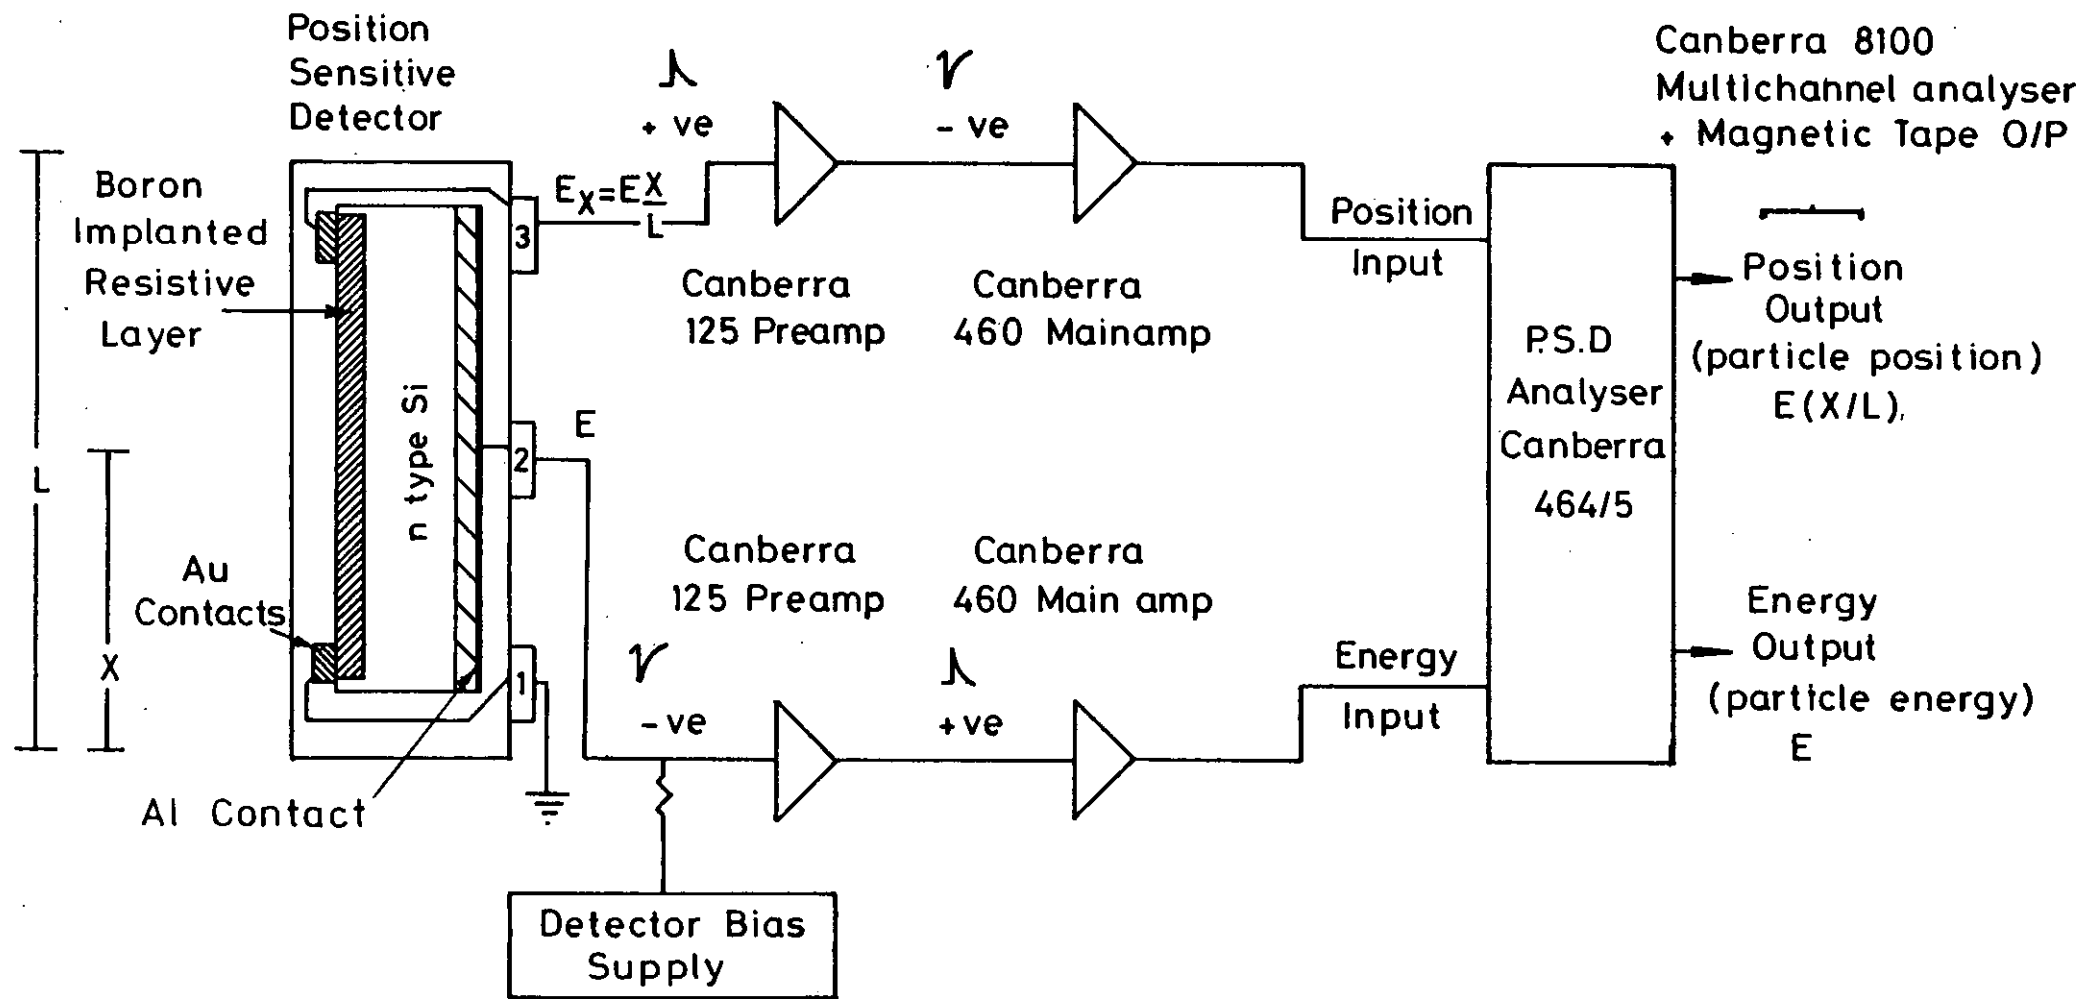 Position
Sensitive
Detector
+ ve
- ve
Canberra 8100
Multichannel analyser
+ Magnetic Tape O/P
Boron
Implanted
Resistive
Layer
L
X
Au
Contacts
Al Contact
n type Si
3
2
1
E_X=E X/L
E
Canberra
125 Preamp
Canberra
460 Mainamp
Position
Input
P.S.D
Analyser
Canberra
464/5
Position
Output
(particle position)
E(X/L)
Canberra
125 Preamp
Canberra
460 Main amp
-ve
+ve
Energy
Input
Energy
Output
(particle energy)
E
Detector Bias
Supply